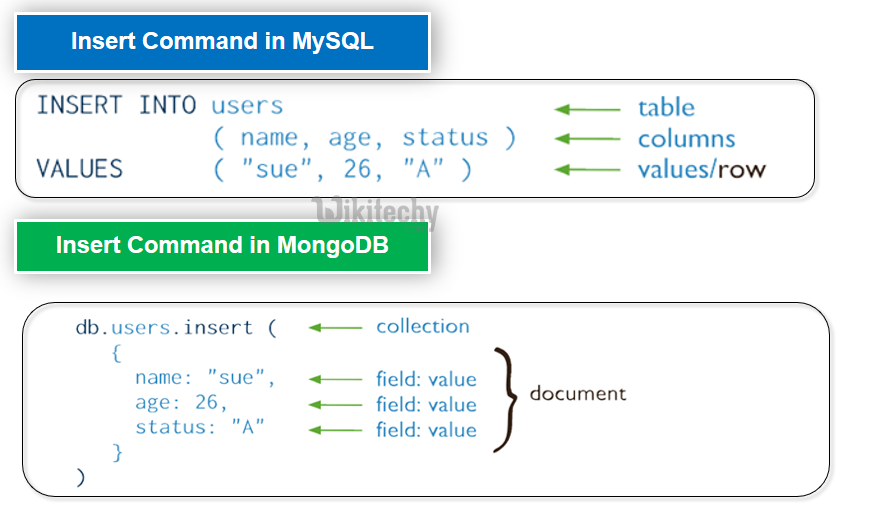 Insert Command in MySQL
INSERT INTO users table
( name, age, status ) columns
VALUES ( "sue", 26, "A" ) values/row
Wikitechy
Insert Command in MongoDB
db.users.insert ( collection
{
name: "sue", field: value
age: 26, field: value
status: "A" field: value
}
)
document